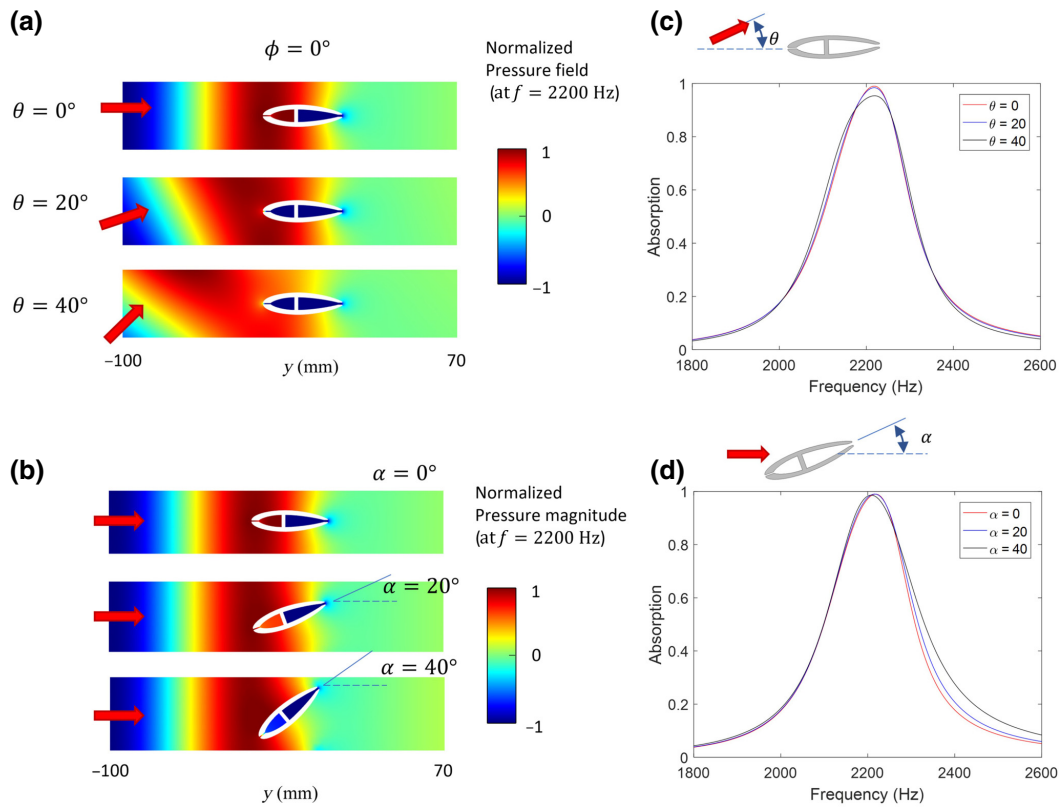 (a)
ϕ = 0°
Normalized
Pressure field
(at f = 2200 Hz)
θ = 0°
θ = 20°
θ = 40°
1
0
−1
−100
70
y (mm)
(b)
α = 0°
Normalized
Pressure magnitude
(at f = 2200 Hz)
α = 20°
α = 40°
1
0
−1
−100
70
y (mm)
(c)
θ
1
0.8
0.6
0.4
0.2
0
Absorption
θ = 0
θ = 20
θ = 40
1800 2000 2200 2400 2600
Frequency (Hz)
α
(d)
1
0.8
0.6
0.4
0.2
0
Absorption
α = 0
α = 20
α = 40
1800 2000 2200 2400 2600
Frequency (Hz)